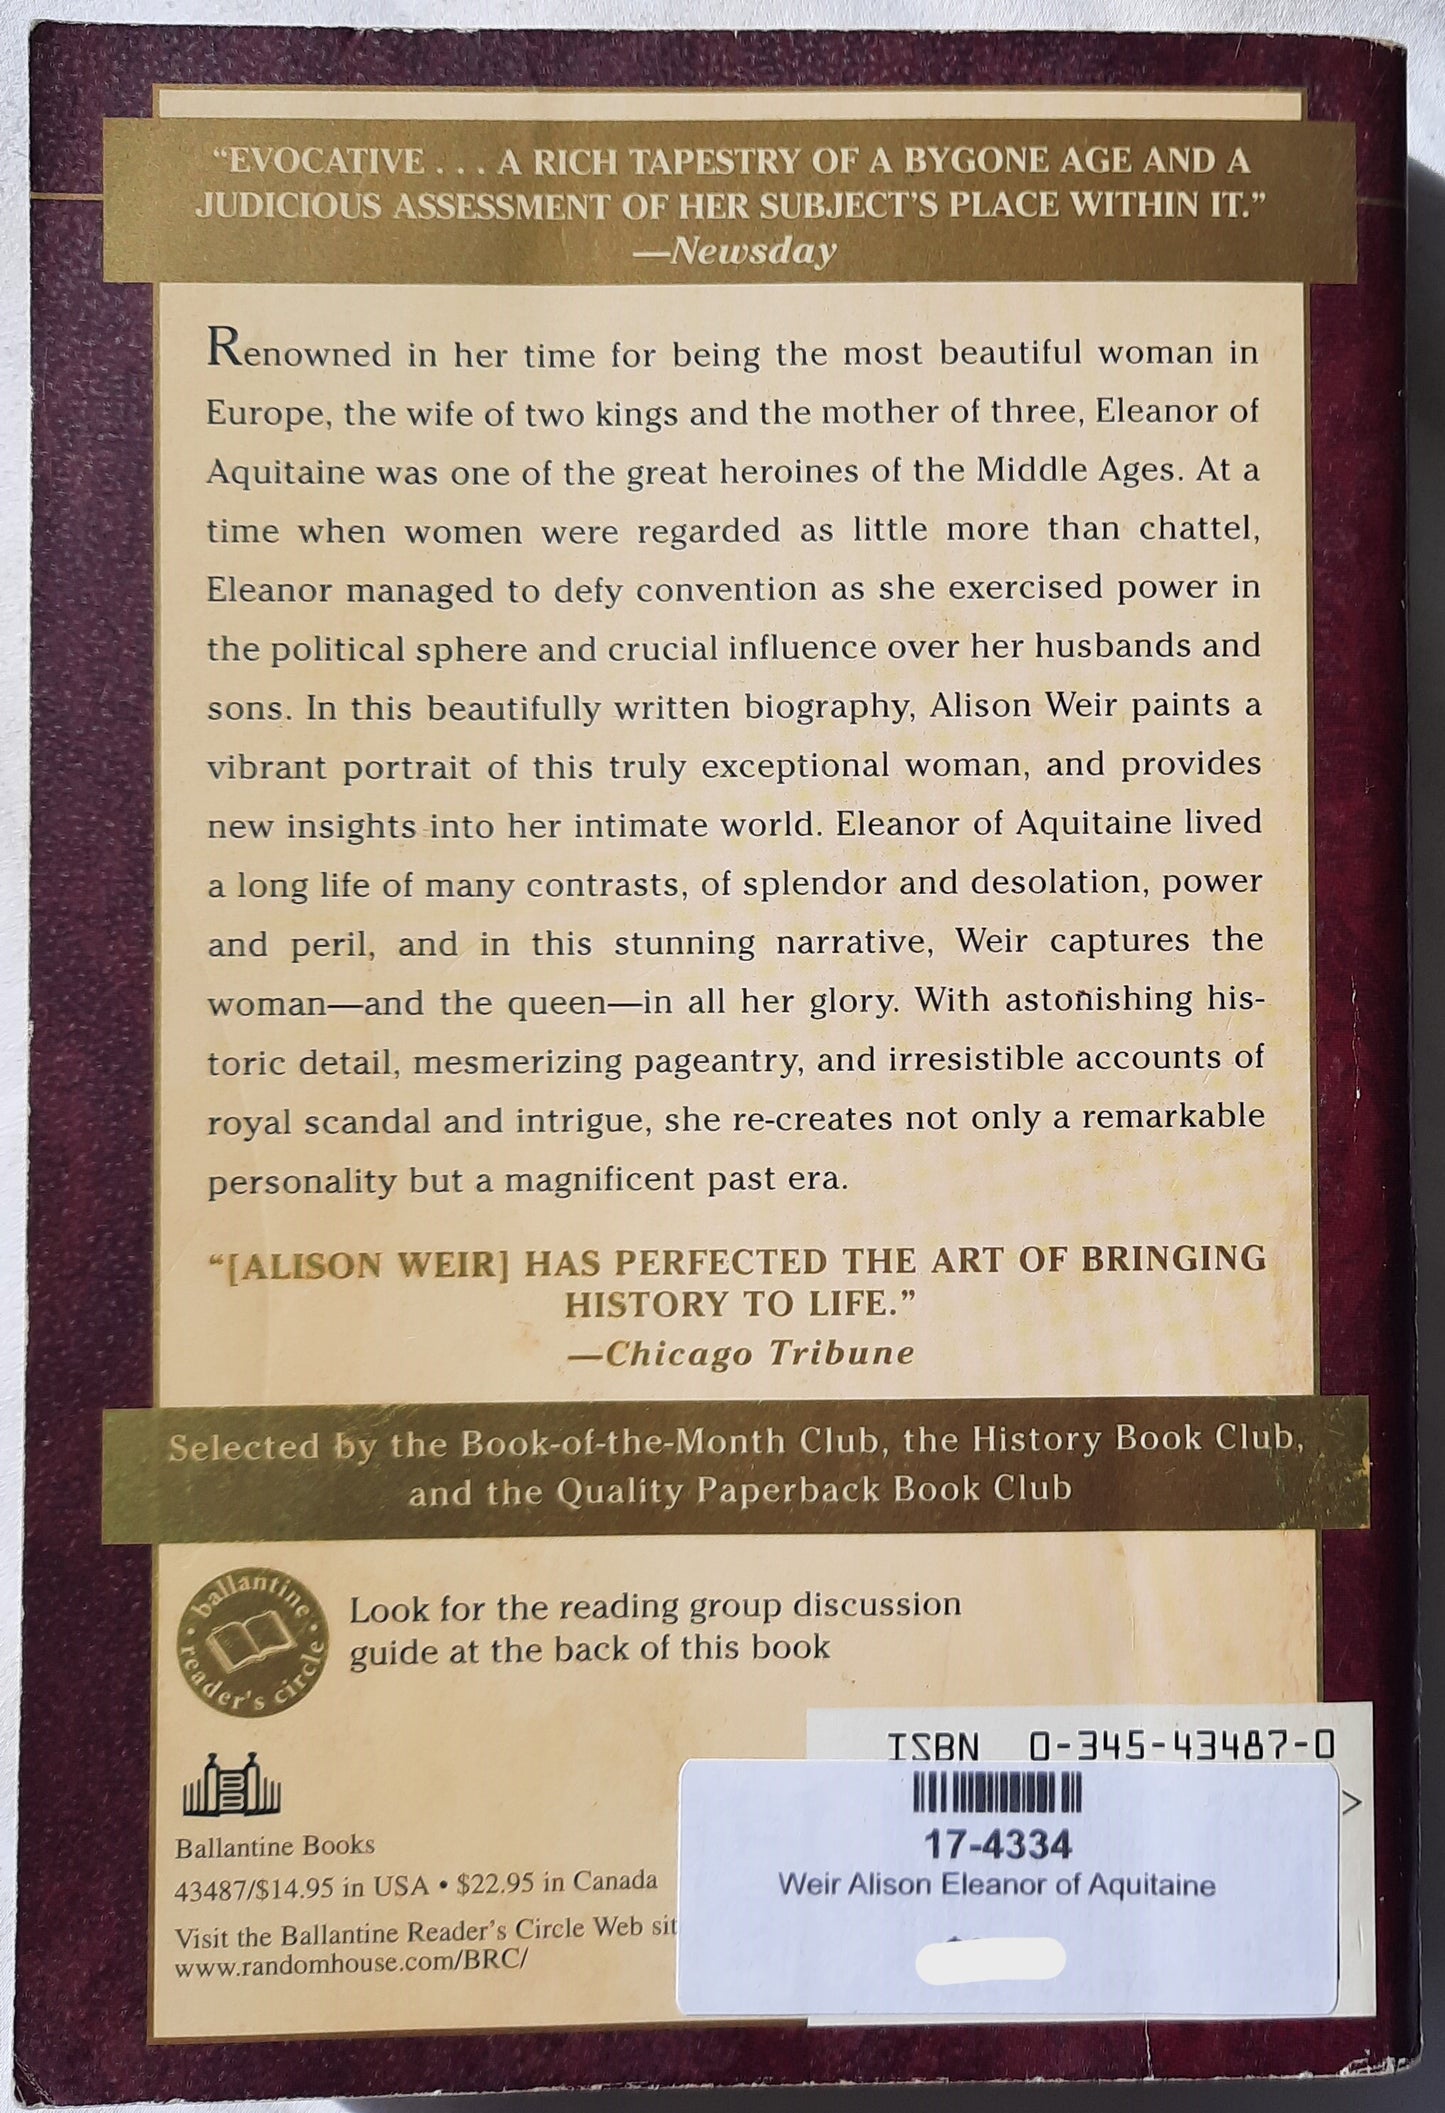 “EVOCATIVE . . . A RICH TAPESTRY OF A BYGONE AGE AND A
JUDICIOUS ASSESSMENT OF HER SUBJECT’S PLACE WITHIN IT.”
—Newsday
Renowned in her time for being the most beautiful woman in
Europe, the wife of two kings and the mother of three, Eleanor of
Aquitaine was one of the great heroines of the Middle Ages. At a
time when women were regarded as little more than chattel,
Eleanor managed to defy convention as she exercised power in
the political sphere and crucial influence over her husbands and
sons. In this beautifully written biography, Alison Weir paints a
vibrant portrait of this truly exceptional woman, and provides
new insights into her intimate world. Eleanor of Aquitaine lived
a long life of many contrasts, of splendor and desolation, power
and peril, and in this stunning narrative, Weir captures the
woman—and the queen—in all her glory. With astonishing his-
toric detail, mesmerizing pageantry, and irresistible accounts of
royal scandal and intrigue, she re-creates not only a remarkable
personality but a magnificent past era.
“[ALISON WEIR] HAS PERFECTED THE ART OF BRINGING
HISTORY TO LIFE.”
—Chicago Tribune
Selected by the Book-of-the-Month Club, the History Book Club,
and the Quality Paperback Book Club
ballantine • reader’s circle •
Look for the reading group discussion
guide at the back of this book
BB
Ballantine Books
43487/$14.95 in USA • $22.95 in Canada
Visit the Ballantine Reader’s Circle Web sit
www.randomhouse.com/BRC/
ISBN 0-345-43487-0
>
17-4334
Weir Alison Eleanor of Aquitaine